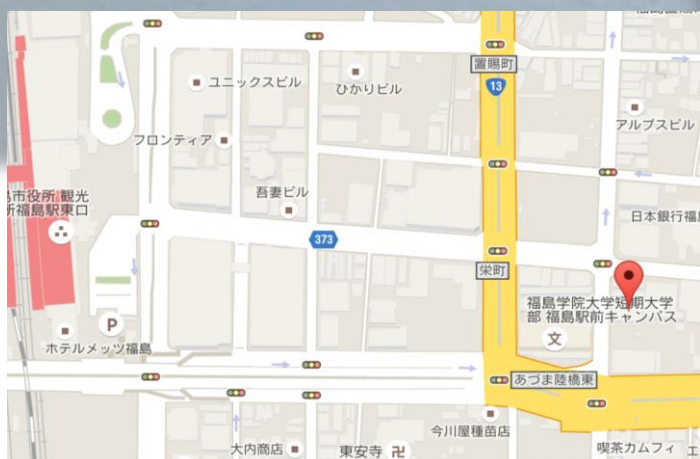 置賜町
13
ユニックスビル
ひかりビル
アルプスビル
フロンティア
吾妻ビル
市役所 観光
所福島駅東口
日本銀行福島
373
栄町
福島学院大学短期大学
部 福島駅前キャンパス
文
P
ホテルメッツ福島
あづま陸橋東
今川屋種苗店
大内商店
東安寺
卍
喫茶カムフィ
エ